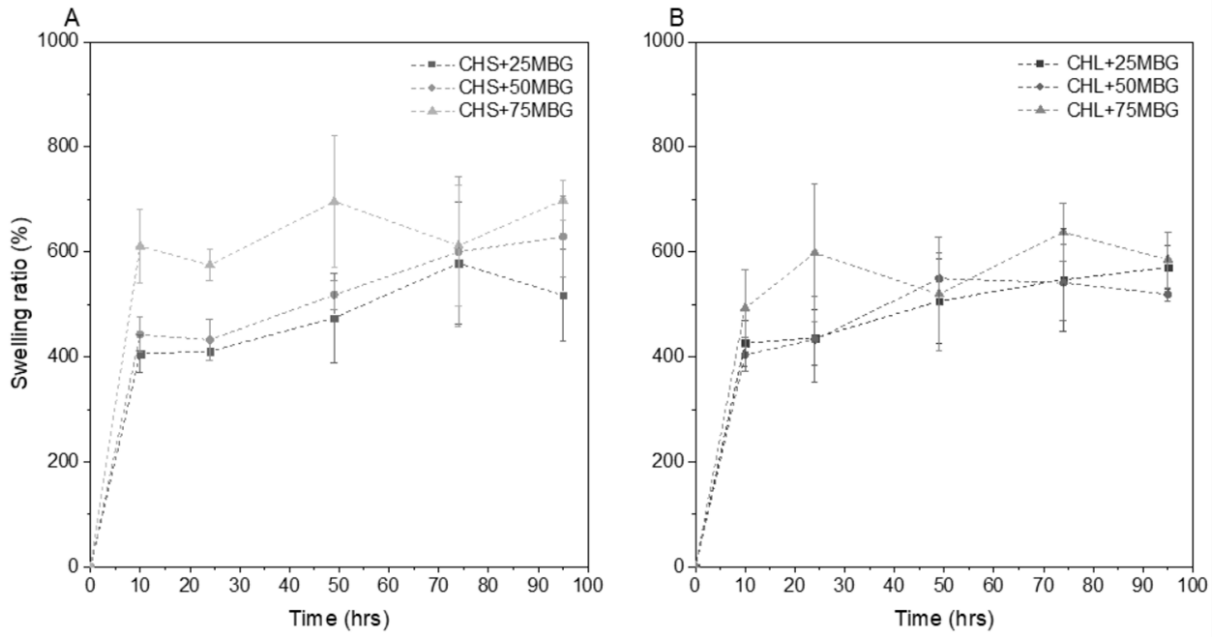 A
CHS+25MBG
CHS+50MBG
CHS+75MBG
Swelling ratio (%)
1000
800
600
400
200
0
0 10 20 30 40 50 60 70 80 90 100
Time (hrs)
B
CHL+25MBG
CHL+50MBG
CHL+75MBG
1000
800
600
400
200
0
0 10 20 30 40 50 60 70 80 90 100
Time (hrs)